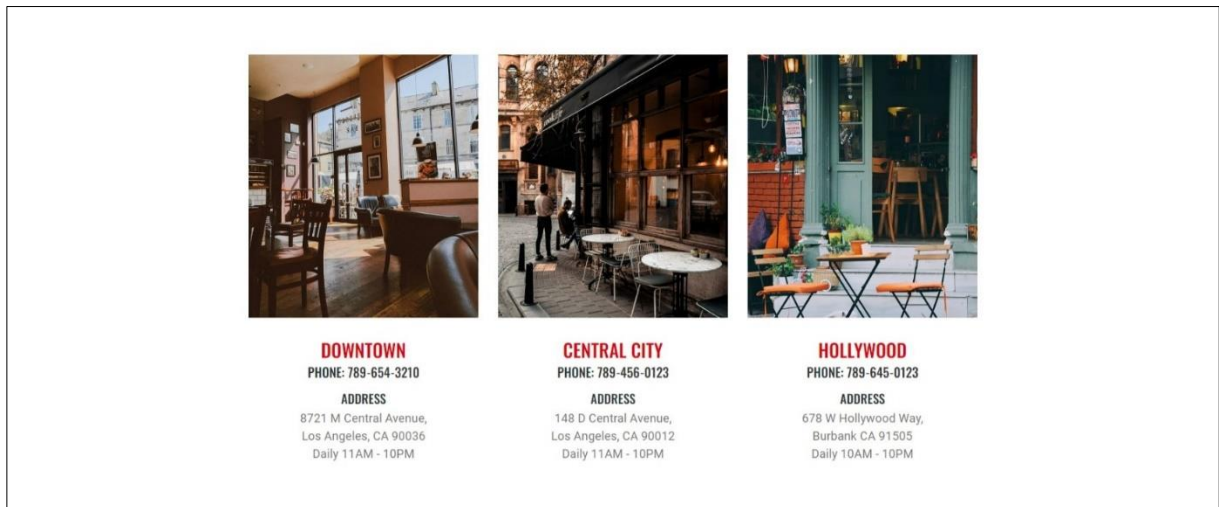 DOWNTOWN
PHONE: 789-654-3210
ADDRESS
8721 M Central Avenue,
Los Angeles, CA 90036
Daily 11AM - 10PM
CENTRAL CITY
PHONE: 789-456-0123
ADDRESS
148 D Central Avenue,
Los Angeles, CA 90012
Daily 11AM - 10PM
HOLLYWOOD
PHONE: 789-645-0123
ADDRESS
678 W Hollywood Way,
Burbank CA 91505
Daily 10AM - 10PM